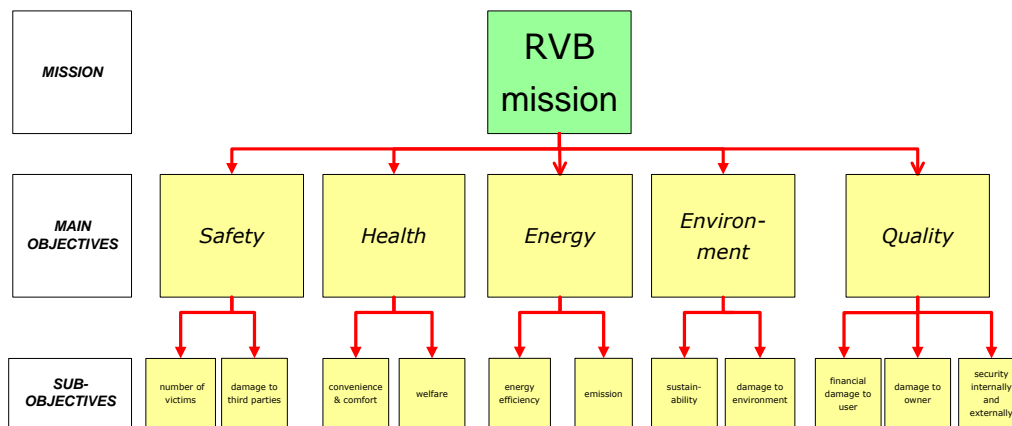 MISSION
RVB
mission
MAIN
OBJECTIVES
Safety
Health
Energy
Environ-
ment
Quality
SUB-
OBJECTIVES
number of
victims
damage to
third parties
convenience
& comfort
welfare
energy
efficiency
emission
sustain-
ability
damage to
environment
financial
damage to
user
damage to
owner
security
internally
and
externally